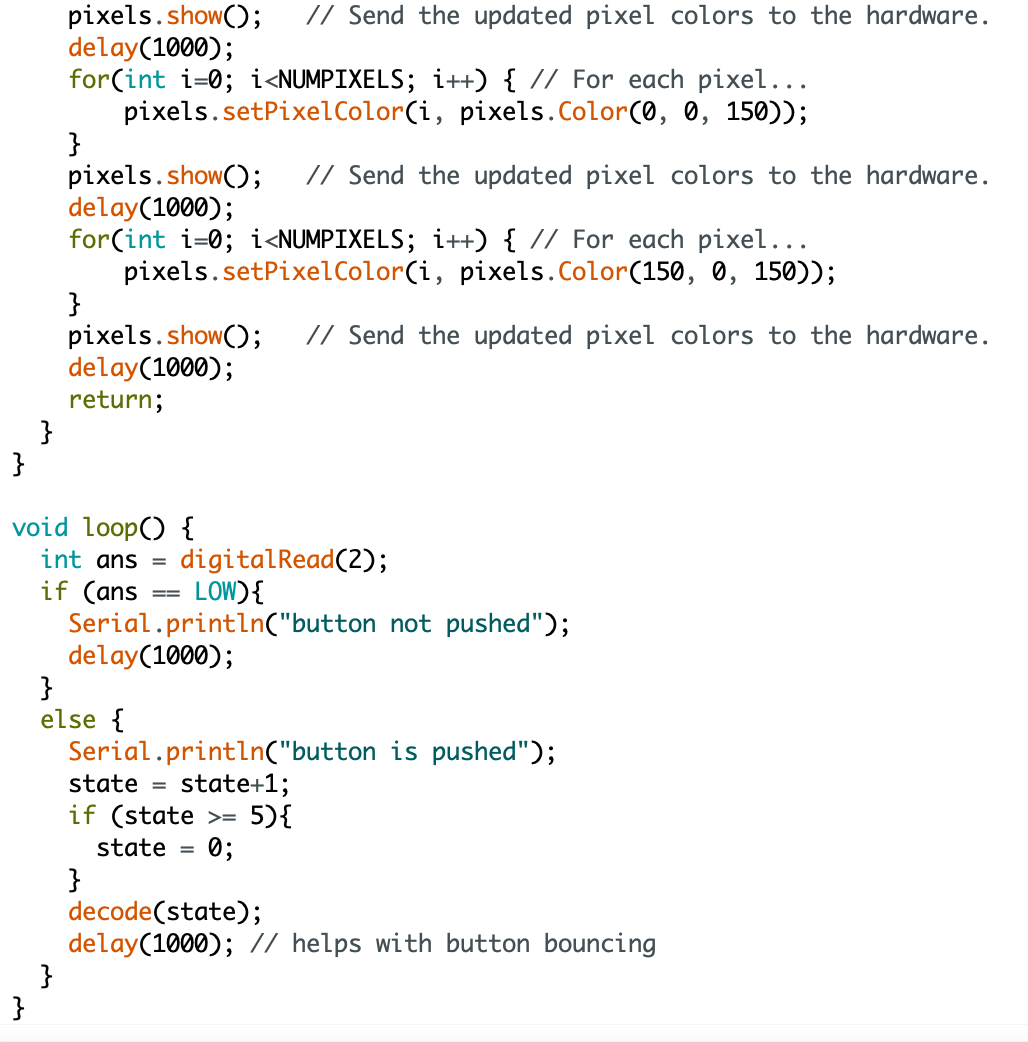 pixels.show();   // Send the updated pixel colors to the hardware.
    delay(1000);
    for(int i=0; i<NUMPIXELS; i++) { // For each pixel...
        pixels.setPixelColor(i, pixels.Color(0, 0, 150));
    }
    pixels.show();   // Send the updated pixel colors to the hardware.
    delay(1000);
    for(int i=0; i<NUMPIXELS; i++) { // For each pixel...
        pixels.setPixelColor(i, pixels.Color(150, 0, 150));
    }
    pixels.show();   // Send the updated pixel colors to the hardware.
    delay(1000);
    return;
  }
}

void loop() {
  int ans = digitalRead(2);
  if (ans == LOW){
    Serial.println("button not pushed");
    delay(1000);
  }
  else {
    Serial.println("button is pushed");
    state = state+1;
    if (state >= 5){
      state = 0;
    }
    decode(state);
    delay(1000); // helps with button bouncing
  }
}